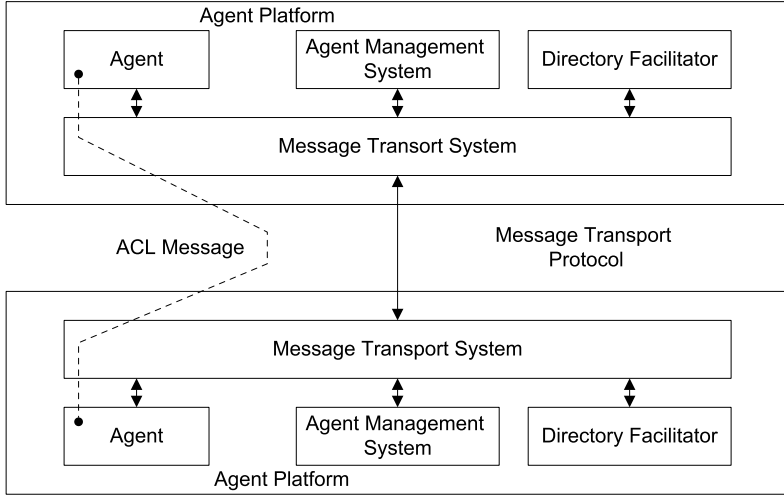 Agent Platform
Agent
Agent Management
System
Directory Facilitator
Message Transort System
ACL Message
Message Transport
Protocol
Message Transport System
Agent
Agent Management
System
Directory Facilitator
Agent Platform